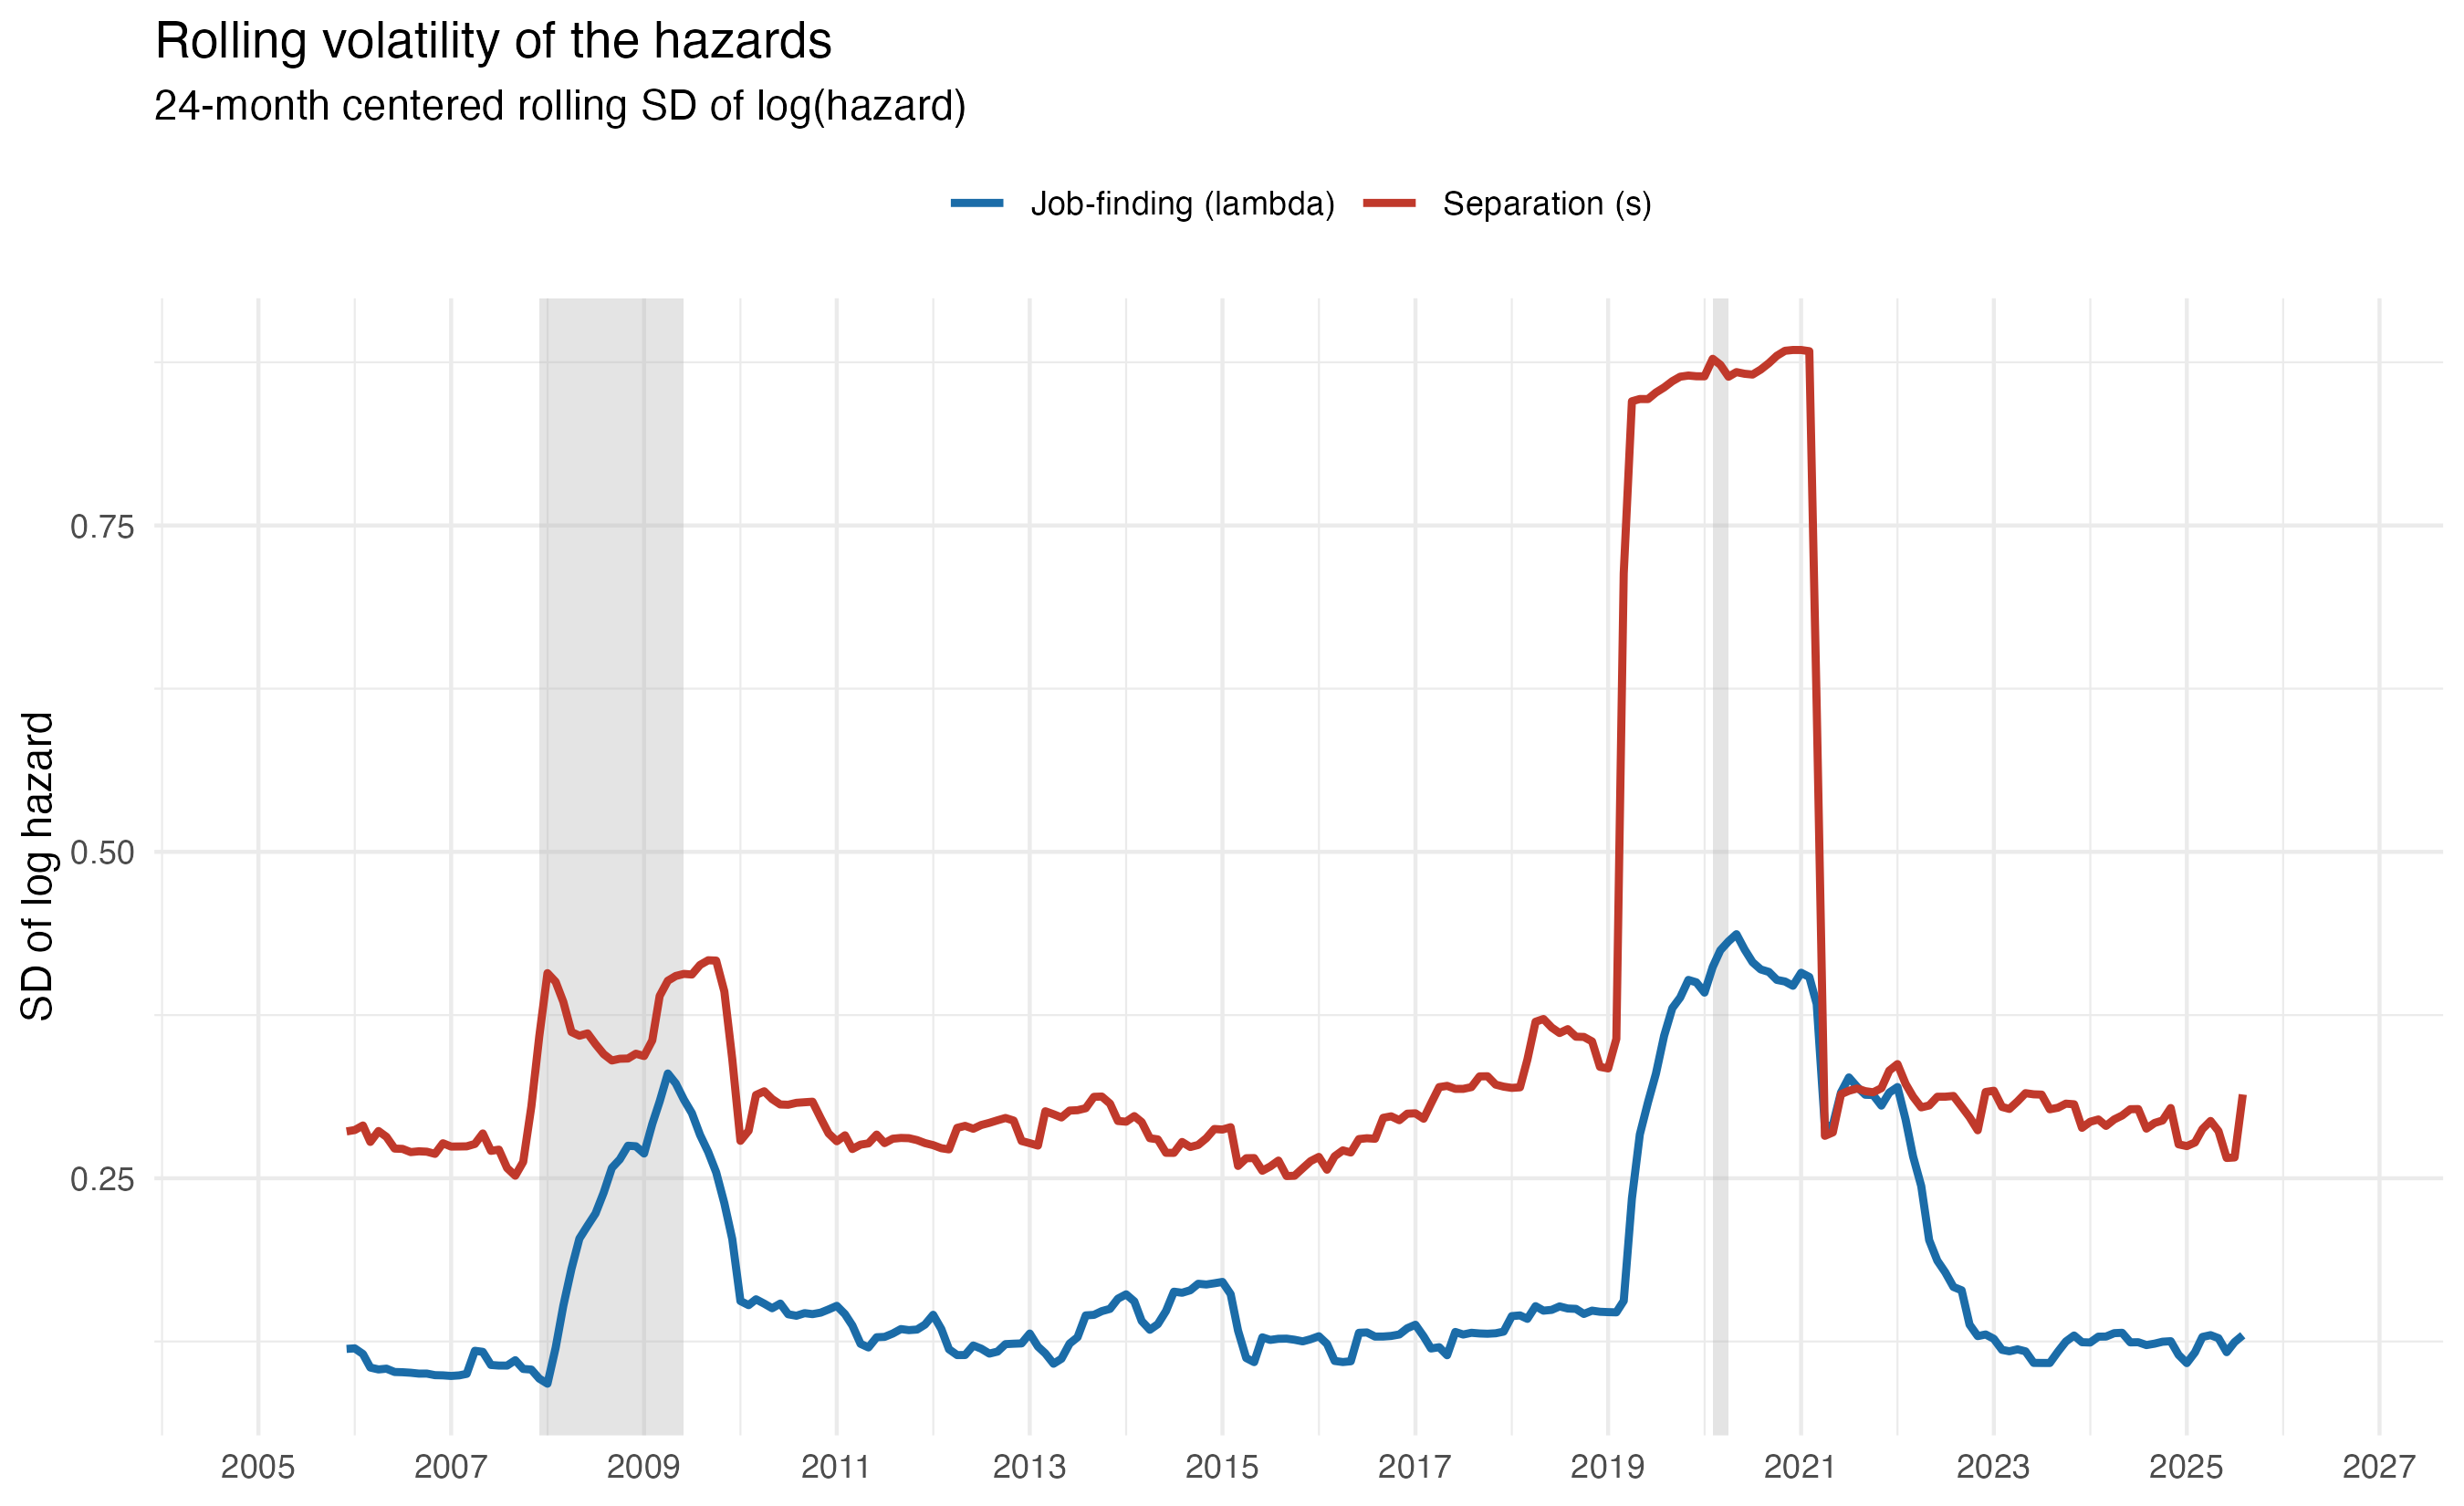 Rolling volatility of the hazards
24-month centered rolling SD of log(hazard)
Job-finding (lambda) Separation (s)
SD of log hazard
0.75
0.50
0.25
2005 2007 2009 2011 2013 2015 2017 2019 2021 2023 2025 2027